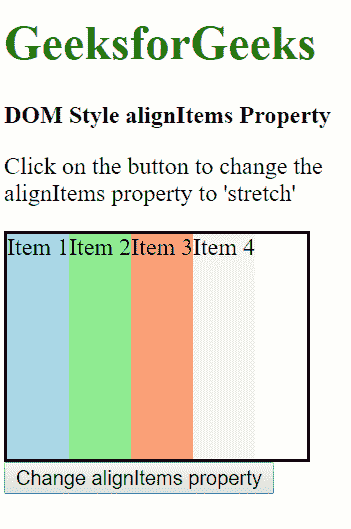 GeeksforGeeks
DOM Style alignItems Property
Click on the button to change the
alignItems property to 'stretch'
Item 1 Item 2 Item 3 Item 4
Change alignItems property